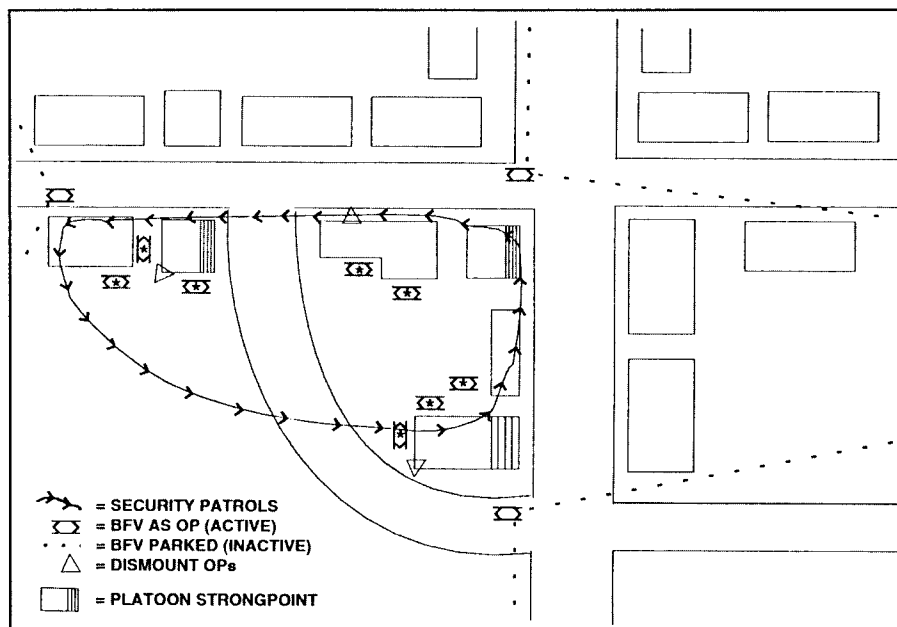 = SECURITY PATROLS
= BFV AS OP (ACTIVE)
= BFV PARKED (INACTIVE)
= DISMOUNT OPs
= PLATOON STRONGPOINT